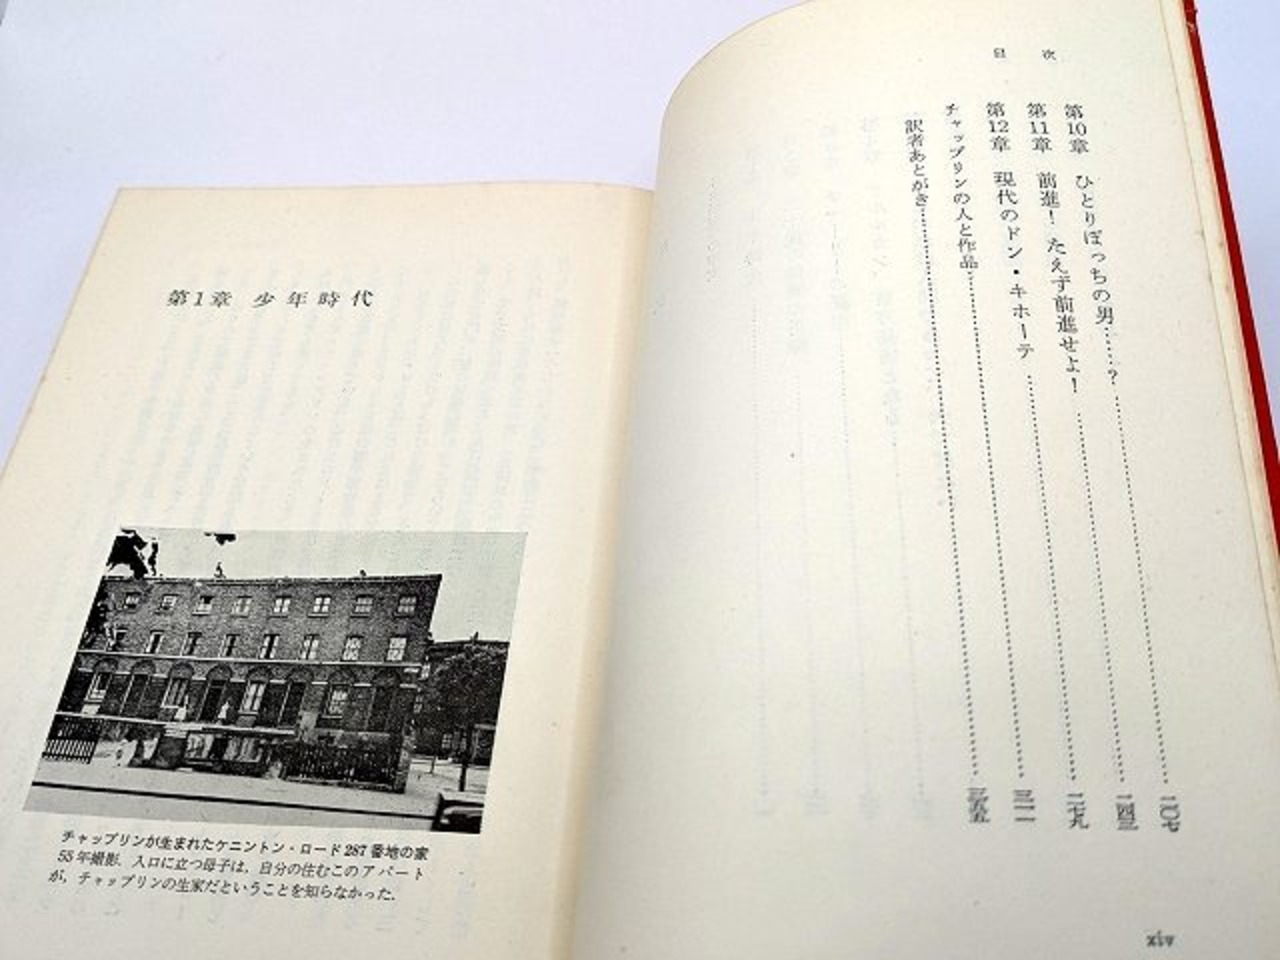 目次
第10章 ひとりぼっちの男……?……二〇七
第11章 前進! たえず前進せよ!……二四三
第12章 現代のドン・キホーテ……二七九
チャップリンの人と作品……三一一
訳者あとがき……三五五
xiv
第1章 少年時代
チャップリンが生まれたケニントン・ロード287番地の家
55年撮影. 入口に立つ母子は, 自分の住むこのアパート
が, チャップリンの生家だということを知らなかった.